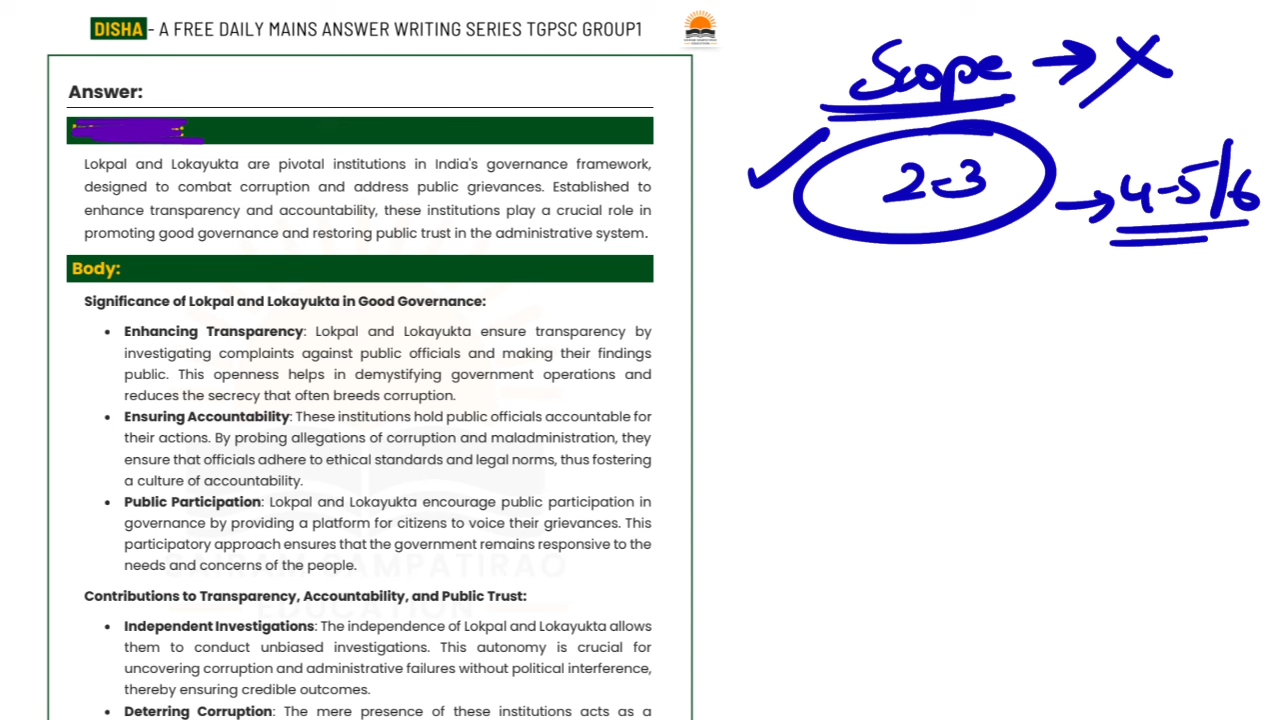 DISHA - A FREE DAILY MAINS ANSWER WRITING SERIES TGPSC GROUP1
Scope → X
✓ 2-3 → 4-5/6
Answer:
Lokpal and Lokayukta are pivotal institutions in India's governance framework,
designed to combat corruption and address public grievances. Established to
enhance transparency and accountability, these institutions play a crucial role in
promoting good governance and restoring public trust in the administrative system.
Body:
Significance of Lokpal and Lokayukta in Good Governance:
• Enhancing Transparency: Lokpal and Lokayukta ensure transparency by
investigating complaints against public officials and making their findings
public. This openness helps in demystifying government operations and
reduces the secrecy that often breeds corruption.
• Ensuring Accountability: These institutions hold public officials accountable for
their actions. By probing allegations of corruption and maladministration, they
ensure that officials adhere to ethical standards and legal norms, thus fostering
a culture of accountability.
• Public Participation: Lokpal and Lokayukta encourage public participation in
governance by providing a platform for citizens to voice their grievances. This
participatory approach ensures that the government remains responsive to the
needs and concerns of the people.
SAMPATIRAO
EDUCATION
Contributions to Transparency, Accountability, and Public Trust:
• Independent Investigations: The independence of Lokpal and Lokayukta allows
them to conduct unbiased investigations. This autonomy is crucial for
uncovering corruption and administrative failures without political interference,
thereby ensuring credible outcomes.
• Deterring Corruption: The mere presence of these institutions acts as a